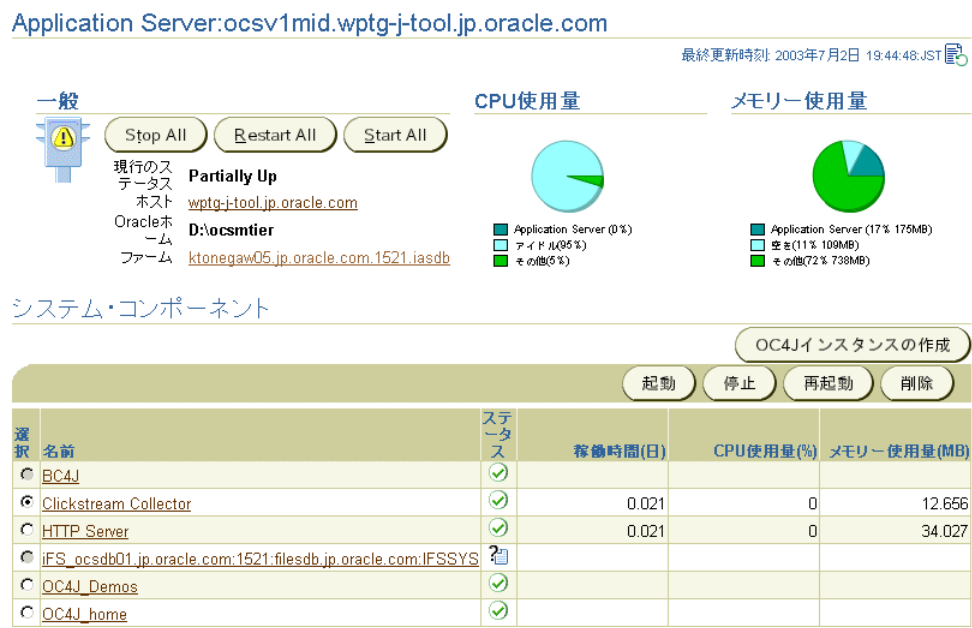 Application Server:ocsv1mid.wptg-j-tool.jp.oracle.com
最終更新時刻: 2003年7月2日 19:44:48:JST
一般
Stop All
Restart All
Start All
現行のステータス Partially Up
ホスト wptg-j-tool.jp.oracle.com
Oracleホーム D:\ocsmtier
ファーム ktonegaw05.jp.oracle.com.1521.iasdb
CPU使用量
Application Server (0%)
アイドル(95%)
その他(5%)
メモリー使用量
Application Server (17% 175MB)
空き(11% 109MB)
その他(72% 738MB)
システム・コンポーネント
OC4Jインスタンスの作成
起動 停止 再起動 削除
選択 名前 ステータス 稼働時間(日) CPU使用量(%) メモリー使用量(MB)
BC4J
Clickstream Collector 0.021 0 12.656
HTTP Server 0.021 0 34.027
iFS_ocsdb01.jp.oracle.com:1521:filesdb.jp.oracle.com:IFSSYS
OC4J_Demos
OC4J_home